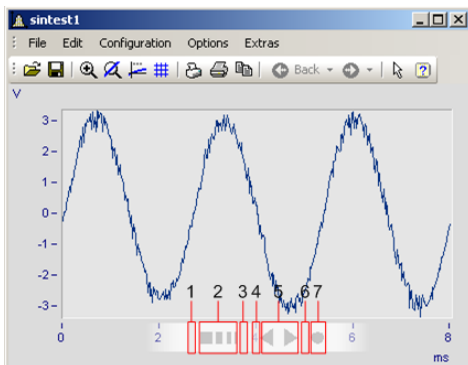 sintest1
File Edit Configuration Options Extras
Back
V
3
2
1
0
-1
-2
-3
1 2 3 4 5 6 7
0 2 4 6 8
ms